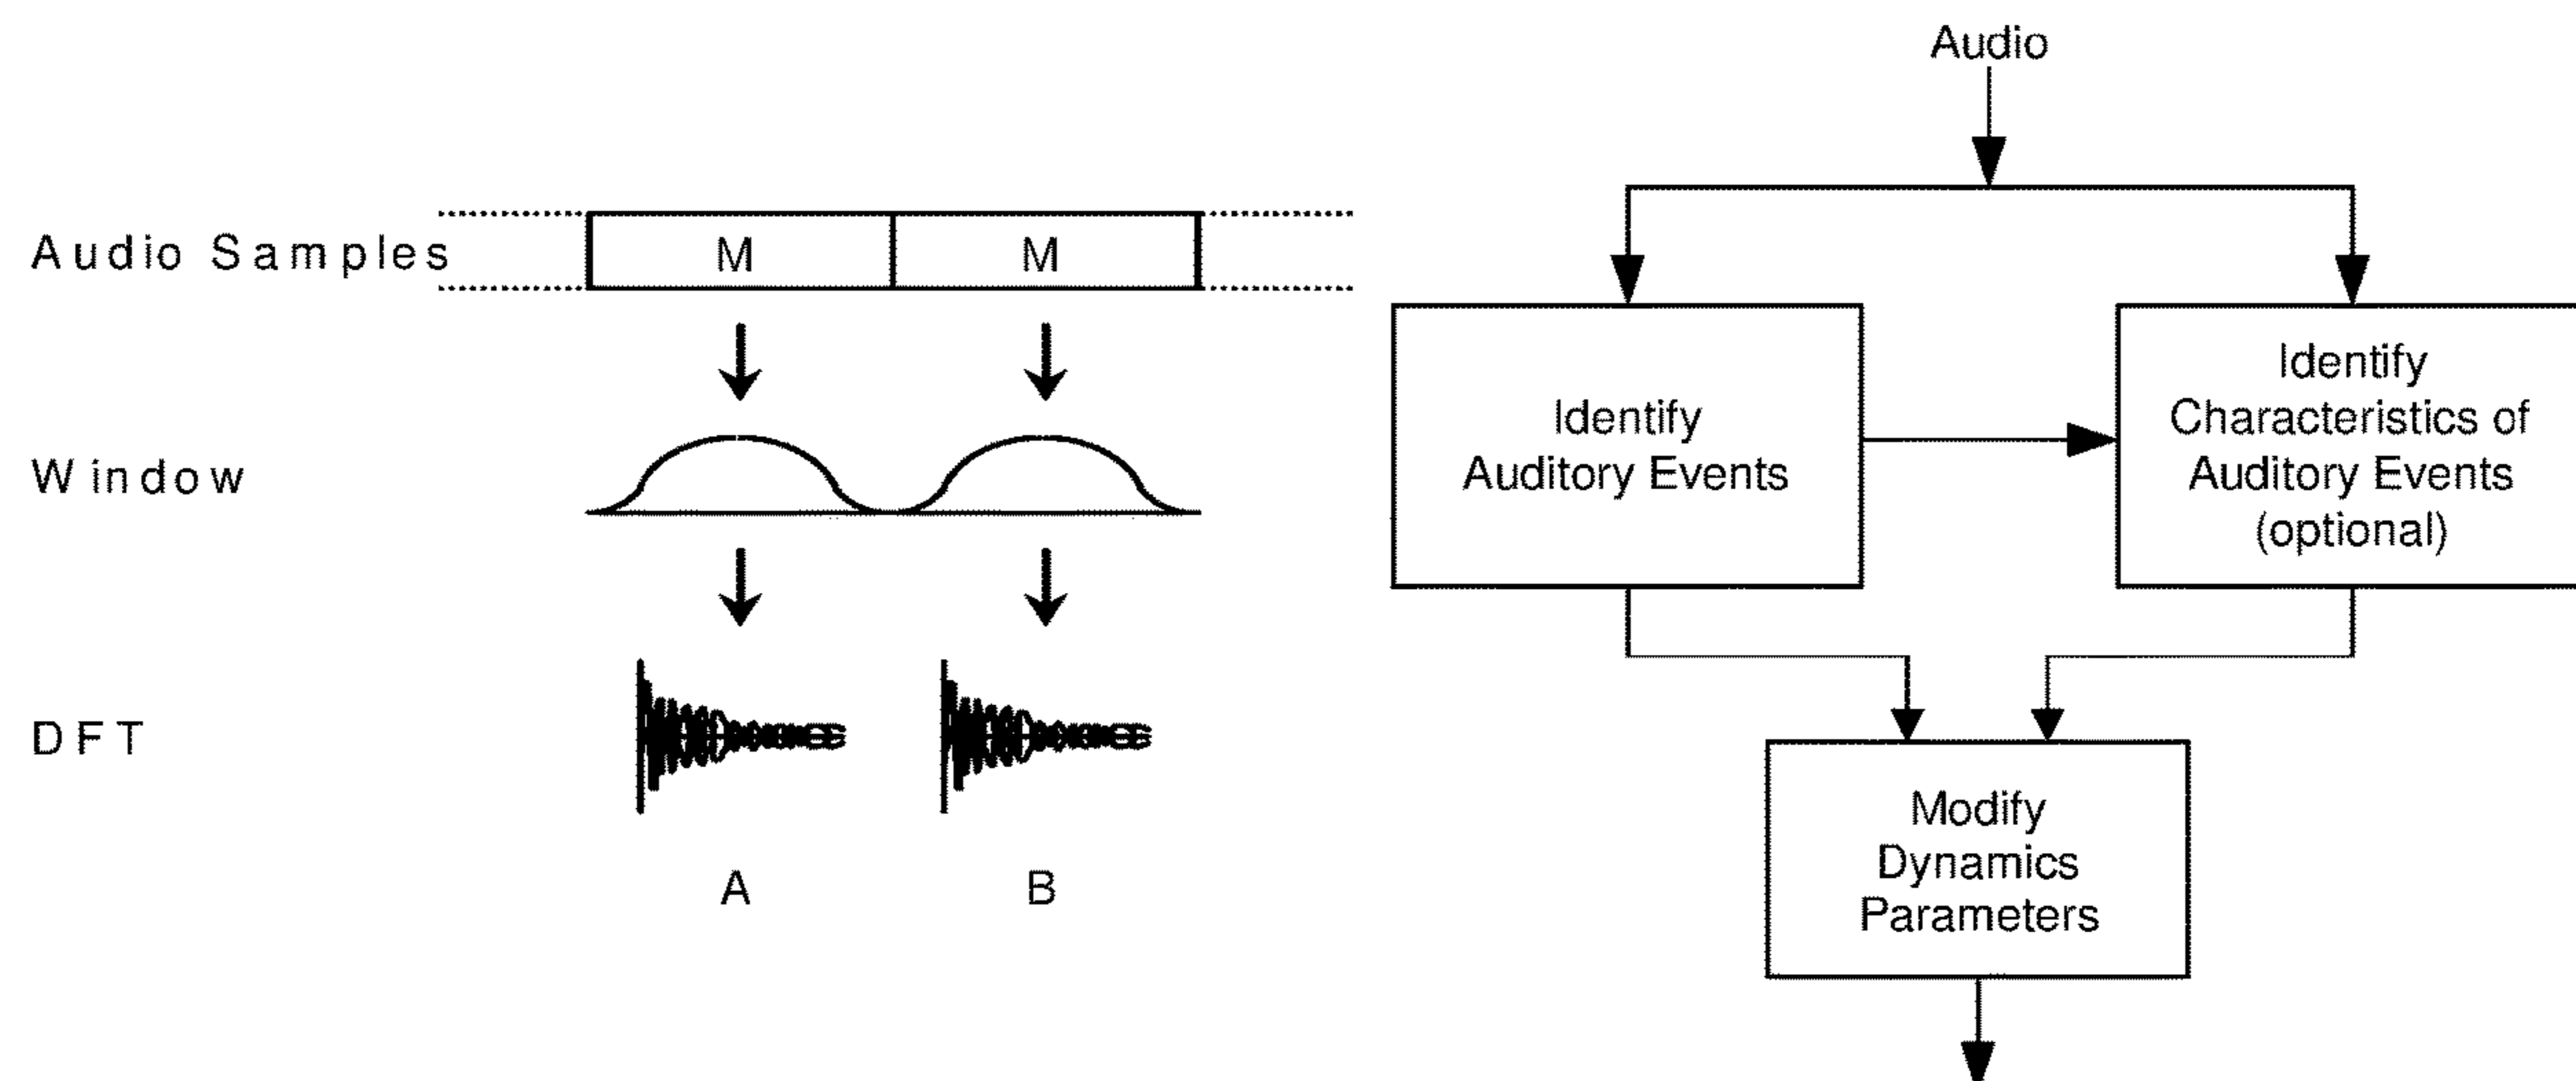 Audio Samples
M
M
Window
DFT
A
B
Audio
Identify
Auditory Events
Identify
Characteristics of
Auditory Events
(optional)
Modify
Dynamics
Parameters